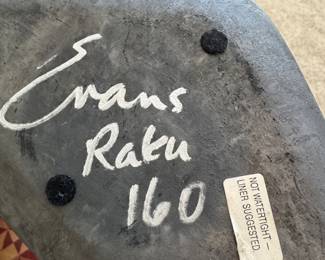 Evans
Raku
160
NOT WATERTIGHT —
LINER SUGGESTED.